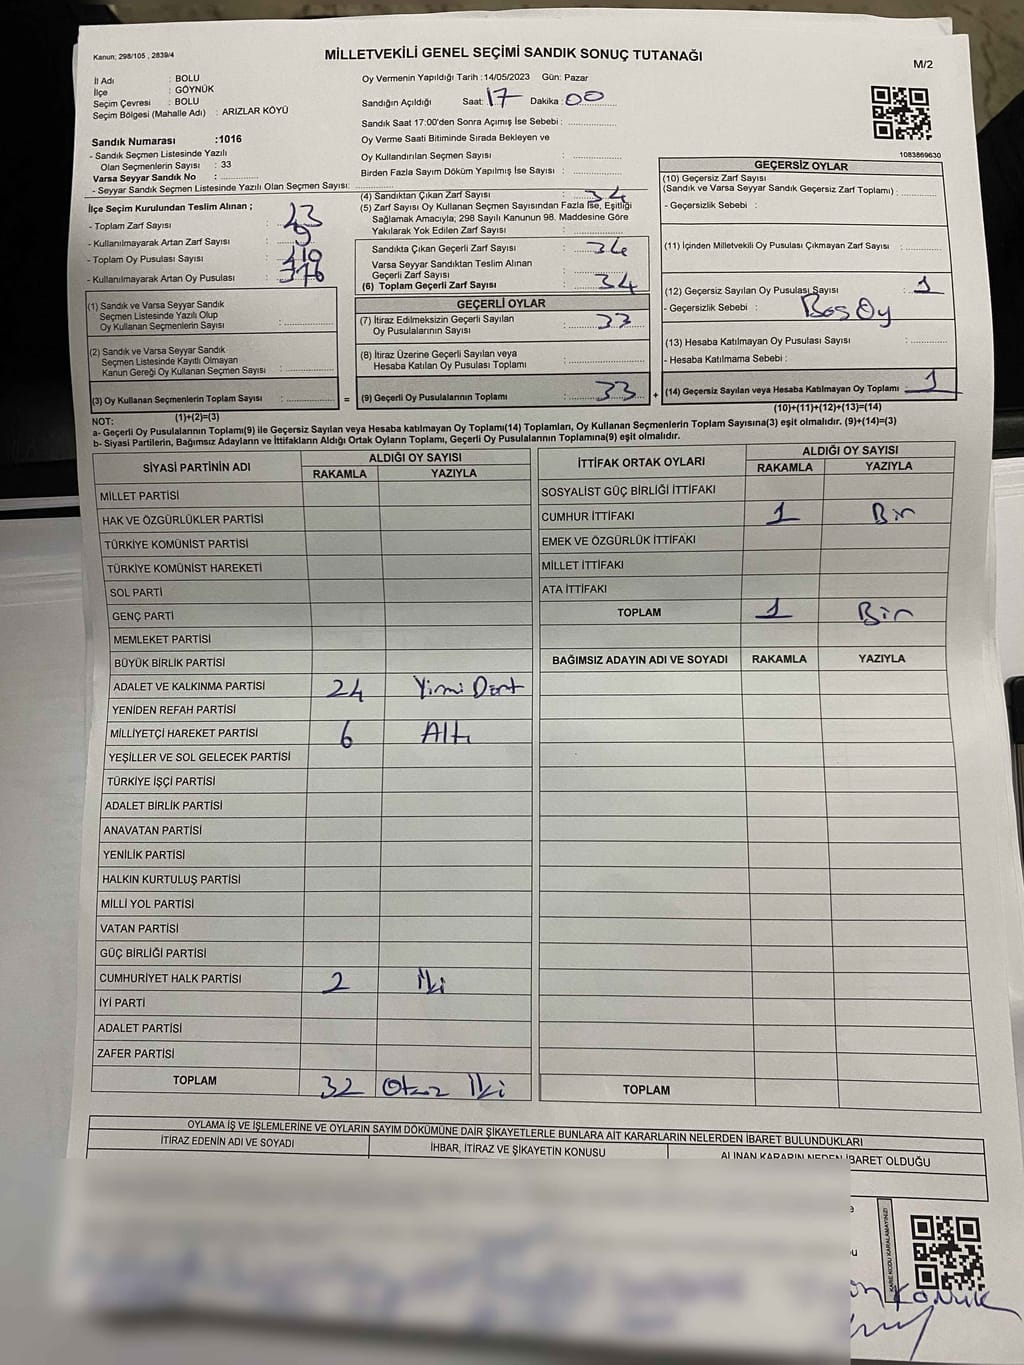 Kanun; 298/105 , 2839/4
MİLLETVEKİLİ GENEL SEÇİMİ SANDIK SONUÇ TUTANAĞI
M/2
İl Adı : BOLU
İlçe : GÖYNÜK
Seçim Çevresi : BOLU
Seçim Bölgesi (Mahalle Adı) : ARIZLAR KÖYÜ
Sandık Numarası :1016
- Sandık Seçmen Listesinde Yazılı
Olan Seçmenlerin Sayısı : 33
Varsa Seyyar Sandık No :
- Seyyar Sandık Seçmen Listesinde Yazılı Olan Seçmen Sayısı:
Oy Vermenin Yapıldığı Tarih :14/05/2023 Gün: Pazar
Sandığın Açıldığı Saat: 17 Dakika : 00
Sandık Saat 17:00'den Sonra Açımış İse Sebebi :
Oy Verme Saati Bitiminde Sırada Bekleyen ve
Oy Kullandırılan Seçmen Sayısı :
Birden Fazla Sayım Döküm Yapılmış İse Sayısı :
1083869630
İlçe Seçim Kurulundan Teslim Alınan ;
- Toplam Zarf Sayısı :
- Kullanılmayarak Artan Zarf Sayısı : 9
- Toplam Oy Pusulası Sayısı :
- Kullanılmayarak Artan Oy Pusulası :
(1) Sandık ve Varsa Seyyar Sandık
Seçmen Listesinde Yazılı Olup
Oy Kullanan Seçmenlerin Sayısı :
(2) Sandık ve Varsa Seyyar Sandık
Seçmen Listesinde Kayıtlı Olmayan
Kanun Gereği Oy Kullanan Seçmen Sayısı :
(3) Oy Kullanan Seçmenlerin Toplam Sayısı : =
(1)+(2)=(3)
(4) Sandıktan Çıkan Zarf Sayısı : 34
(5) Zarf Sayısı Oy Kullanan Seçmen Sayısından Fazla İse, Eşitliği
Sağlamak Amacıyla; 298 Sayılı Kanunun 98. Maddesine Göre
Yakılarak Yok Edilen Zarf Sayısı :
Sandıkta Çıkan Geçerli Zarf Sayısı : 34
Varsa Seyyar Sandıktan Teslim Alınan
Geçerli Zarf Sayısı :
(6) Toplam Geçerli Zarf Sayısı : 34
GEÇERLİ OYLAR
(7) İtiraz Edilmeksizin Geçerli Sayılan
Oy Pusulalarının Sayısı : 33
(8) İtiraz Üzerine Geçerli Sayılan veya
Hesaba Katılan Oy Pusulası Toplamı :
(9) Geçerli Oy Pusulalarının Toplamı : 33 +
GEÇERSİZ OYLAR
(10) Geçersiz Zarf Sayısı
(Sandık ve Varsa Seyyar Sandık Geçersiz Zarf Toplamı) :
- Geçersizlik Sebebi :
(11) İçinden Milletvekili Oy Pusulası Çıkmayan Zarf Sayısı :
(12) Geçersiz Sayılan Oy Pusulası Sayısı : 1
- Geçersizlik Sebebi : Bos Oy
(13) Hesaba Katılmayan Oy Pusulası Sayısı :
- Hesaba Katılmama Sebebi :
(14) Geçersiz Sayılan veya Hesaba Katılmayan Oy Toplamı : 1
(10)+(11)+(12)+(13)=(14)
NOT:
a- Geçerli Oy Pusulalarının Toplamı(9) ile Geçersiz Sayılan veya Hesaba katılmayan Oy Toplamı(14) Toplamları, Oy Kullanan Seçmenlerin Toplam Sayısına(3) eşit olmalıdır. (9)+(14)=(3)
b- Siyasi Partilerin, Bağımsız Adayların ve İttifakların Aldığı Ortak Oyların Toplamı, Geçerli Oy Pusulalarının Toplamına(9) eşit olmalıdır.
SİYASİ PARTİNİN ADI
ALDIĞI OY SAYISI
RAKAMLA YAZIYLA
MİLLET PARTİSİ
HAK VE ÖZGÜRLÜKLER PARTİSİ
TÜRKİYE KOMÜNİST PARTİSİ
TÜRKİYE KOMÜNİST HAREKETİ
SOL PARTİ
GENÇ PARTİ
MEMLEKET PARTİSİ
BÜYÜK BİRLİK PARTİSİ
ADALET VE KALKINMA PARTİSİ 24 Yirmi Dört
YENİDEN REFAH PARTİSİ
MİLLİYETÇİ HAREKET PARTİSİ 6 Altı
YEŞİLLER VE SOL GELECEK PARTİSİ
TÜRKİYE İŞÇİ PARTİSİ
ADALET BİRLİK PARTİSİ
ANAVATAN PARTİSİ
YENİLİK PARTİSİ
HALKIN KURTULUŞ PARTİSİ
MİLLİ YOL PARTİSİ
VATAN PARTİSİ
GÜÇ BİRLİĞİ PARTİSİ
CUMHURİYET HALK PARTİSİ 2 İki
İYİ PARTİ
ADALET PARTİSİ
ZAFER PARTİSİ
TOPLAM 32 Otuz İki
İTTİFAK ORTAK OYLARI
ALDIĞI OY SAYISI
RAKAMLA YAZIYLA
SOSYALİST GÜÇ BİRLİĞİ İTTİFAKI
CUMHUR İTTİFAKI 1 Bir
EMEK VE ÖZGÜRLÜK İTTİFAKI
MİLLET İTTİFAKI
ATA İTTİFAKI
TOPLAM 1 Bir
BAĞIMSIZ ADAYIN ADI VE SOYADI RAKAMLA YAZIYLA
TOPLAM
OYLAMA İŞ VE İŞLEMLERİNE VE OYLARIN SAYIM DÖKÜMÜNE DAİR ŞİKAYETLERLE BUNLARA AİT KARARLARIN NELERDEN İBARET BULUNDUKLARI
İTİRAZ EDENİN ADI VE SOYADI
İHBAR, İTİRAZ VE ŞİKAYETİN KONUSU
ALINAN KARARIN NEDEN İBARET OLDUĞU
KARE KODU KARALAMAYINIZ!
KONUK